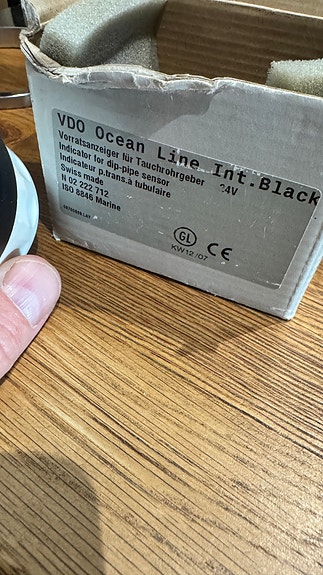 VDO Ocean Line Int.Black
Vorratsanzeiger für Tauchrohrgeber 24V
Indicator for dip-pipe sensor
Indicateur p.trans.à tubulaire
Swiss made
N 02 222 712
ISO 8846 Marine
GL CE
KW12/07